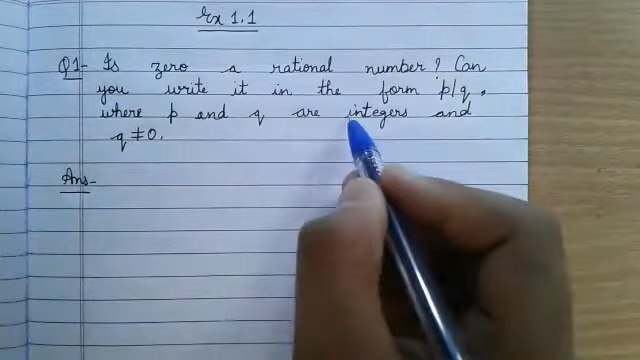 Ex 1.1
Q1- Is zero a rational number? Can
you write it in the form p/q,
where p and q are integers and
q ≠ 0.
Ans-